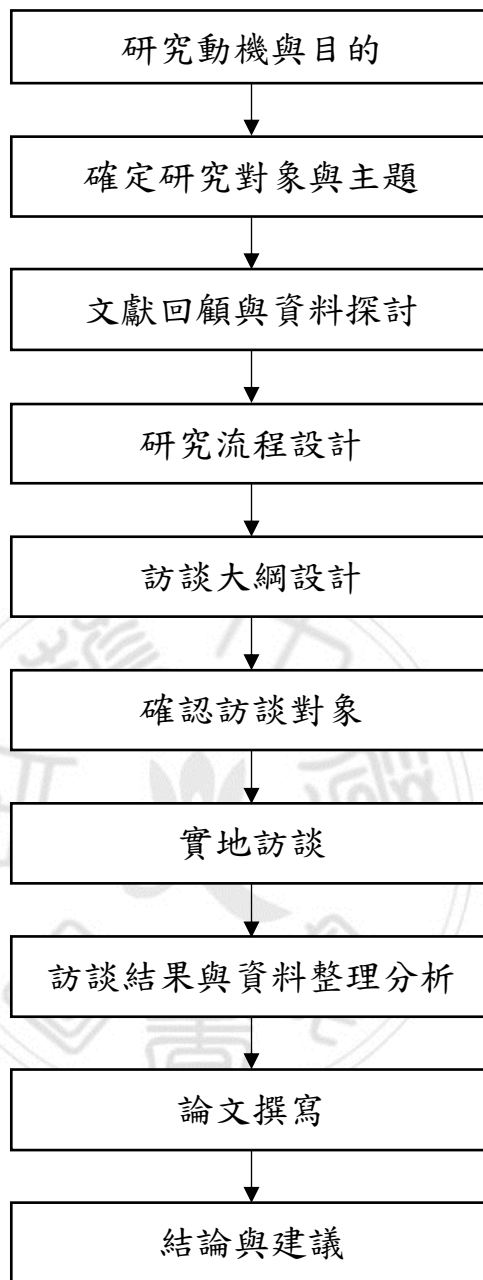 研究動機與目的
確定研究對象與主題
文獻回顧與資料探討
研究流程設計
訪談大綱設計
確認訪談對象
實地訪談
訪談結果與資料整理分析
論文撰寫
結論與建議